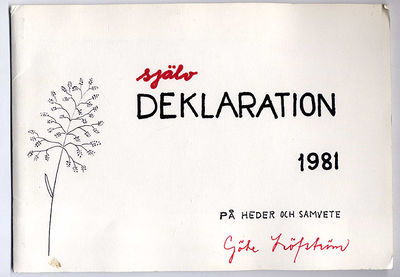 själv
DEKLARATION
1981
PÅ HEDER OCH SAMVETE
Göte Löfström